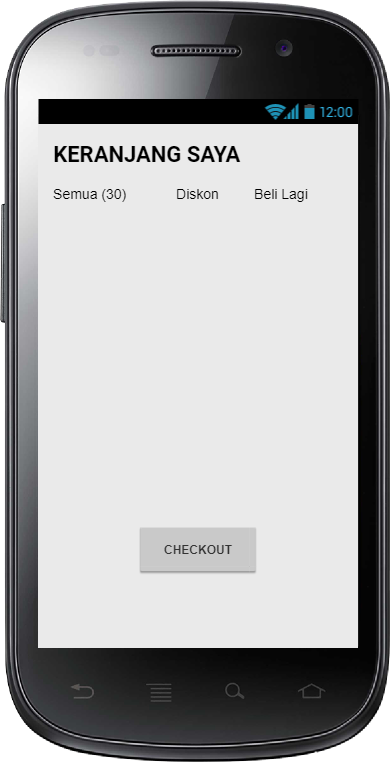 12:00
KERANJANG SAYA
Semua (30) Diskon Beli Lagi
CHECKOUT